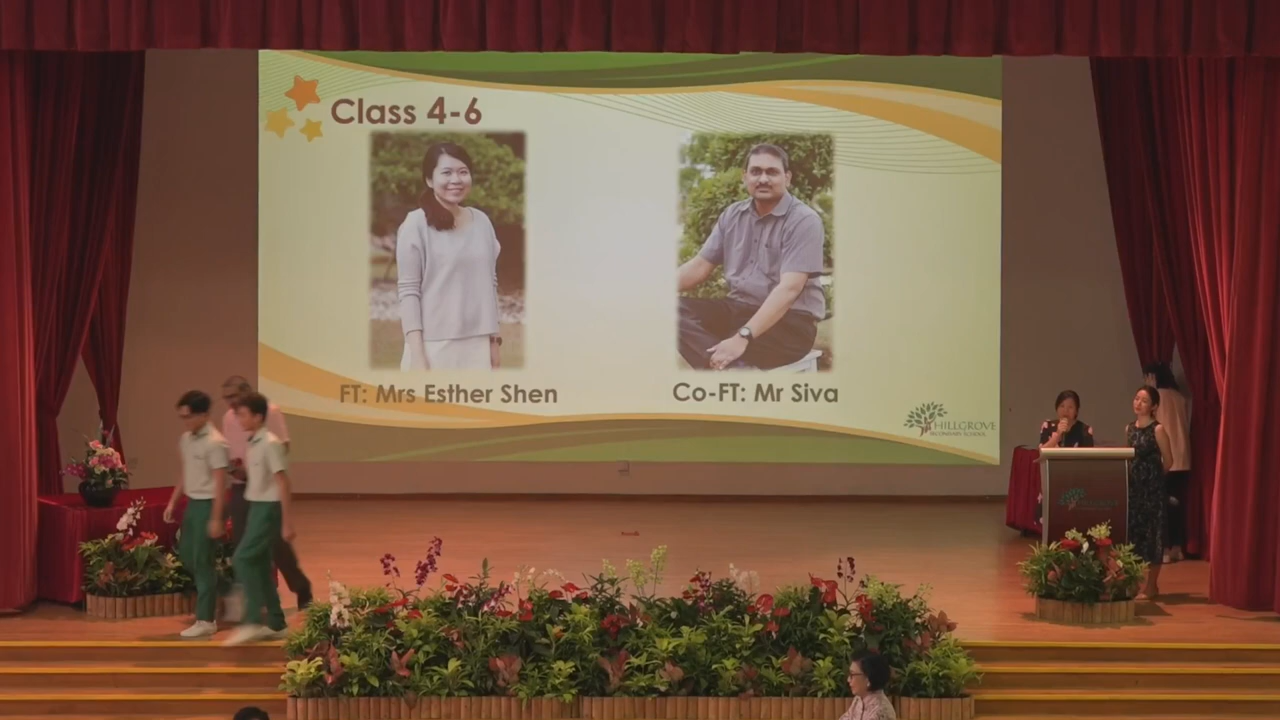 Class 4-6
FT: Mrs Esther Shen
Co-FT: Mr Siva
HILLGROVE
SECONDARY SCHOOL